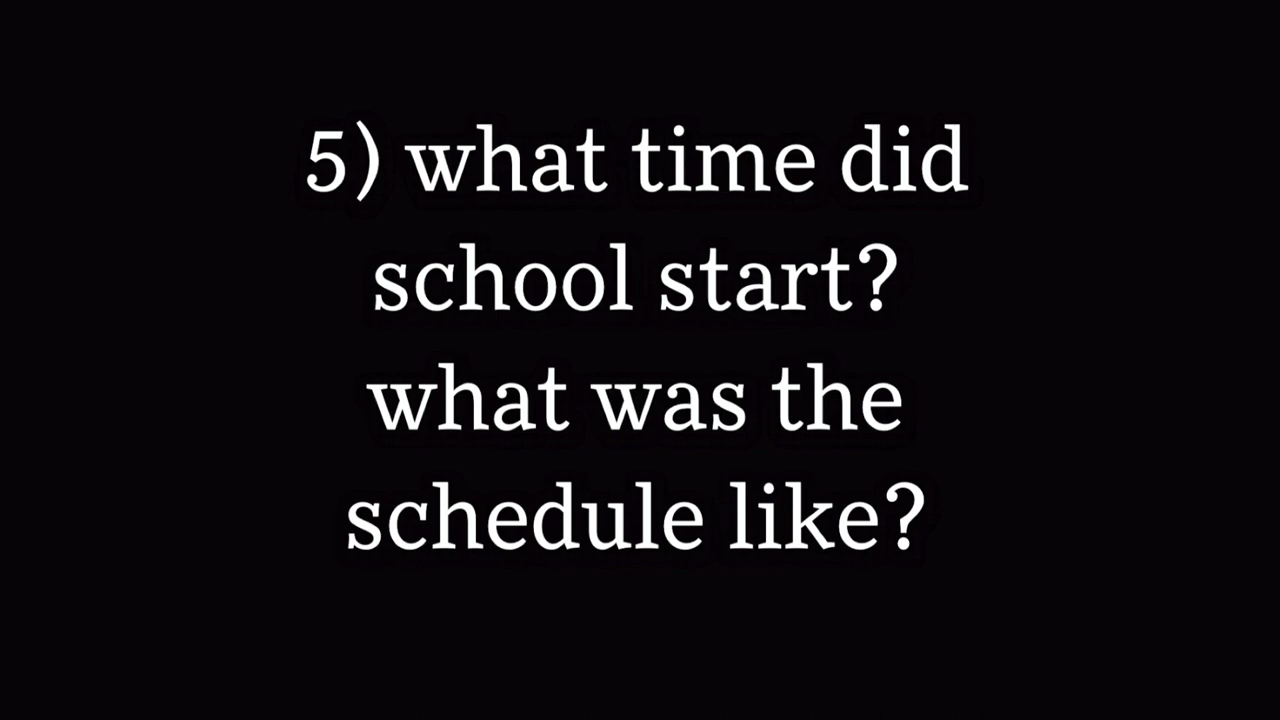 5) what time did
school start?
what was the
schedule like?